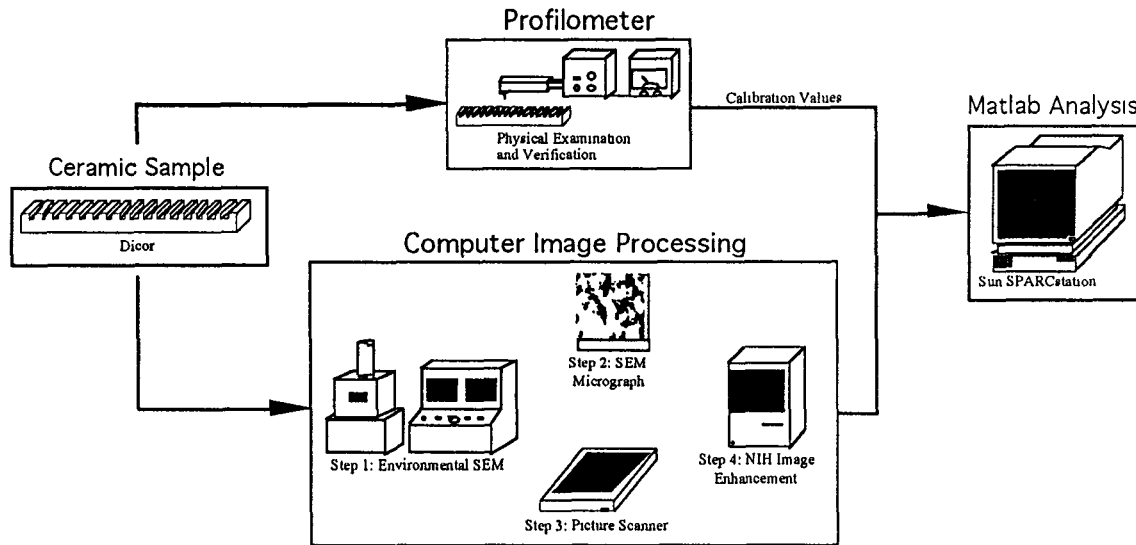 Profilometer
Physical Examination
and Verification
Calibration Values
Matlab Analysis
Sun SPARCstation
Ceramic Sample
Dicor
Computer Image Processing
Step 1: Environmental SEM
Step 2: SEM
Micrograph
Step 3: Picture Scanner
Step 4: NIH Image
Enhancement